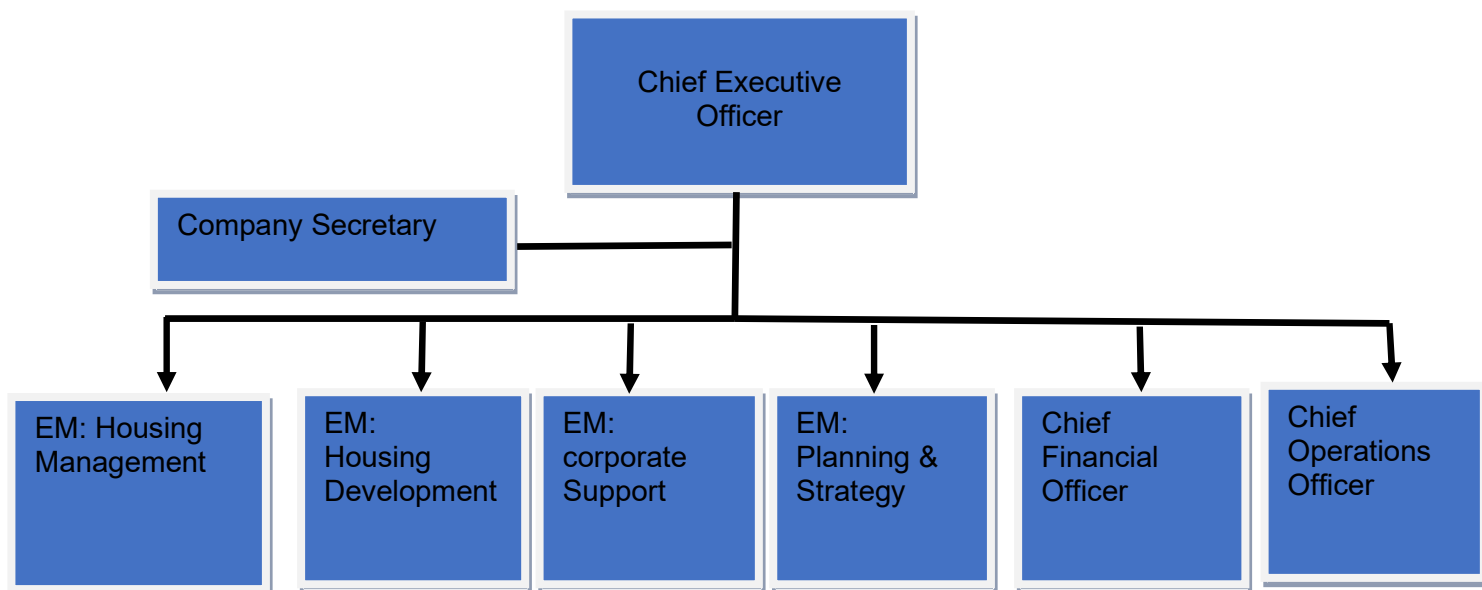 Chief Executive
Officer
Company Secretary
EM: Housing
Management
EM:
Housing
Development
EM:
corporate
Support
EM:
Planning &
Strategy
Chief
Financial
Officer
Chief
Operations
Officer